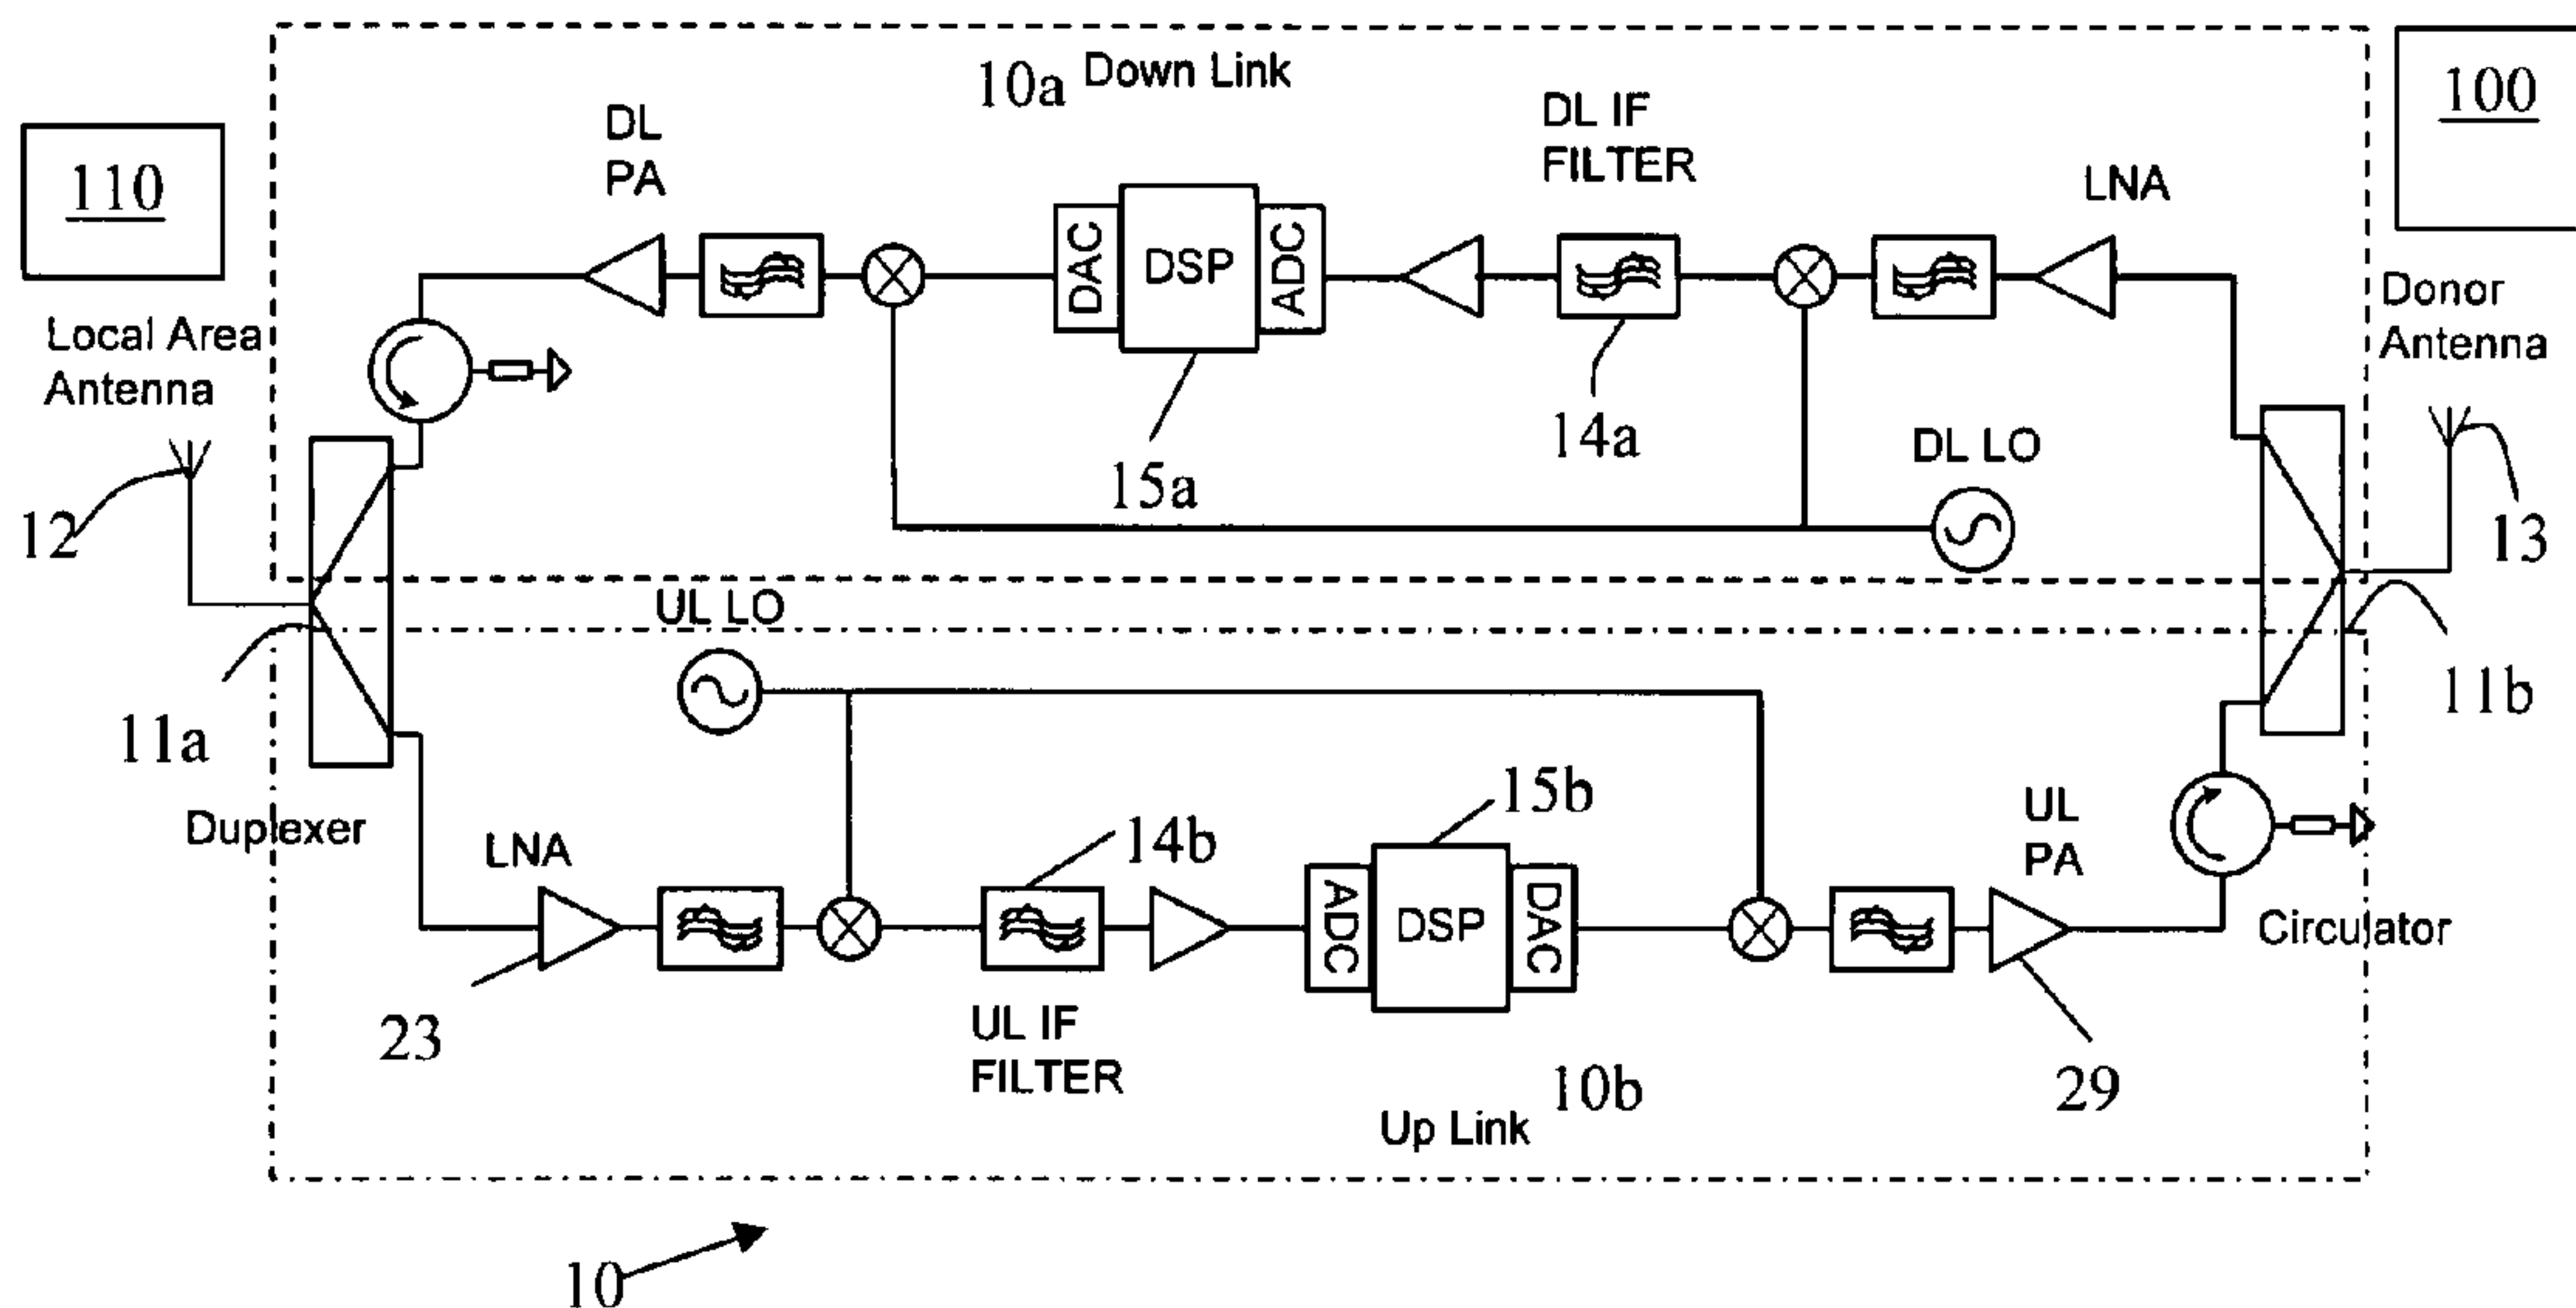 10a Down Link
100
110
DL
PA
DL IF
FILTER
LNA
DAC
DSP
ADC
Local Area
Antenna
Donor
Antenna
14a
15a
DL LO
12
13
UL LO
11a
11b
Duplexer
LNA
14b
15b
UL
PA
ADC
DSP
DAC
Circulator
23
UL IF
FILTER
10b
29
Up Link
10